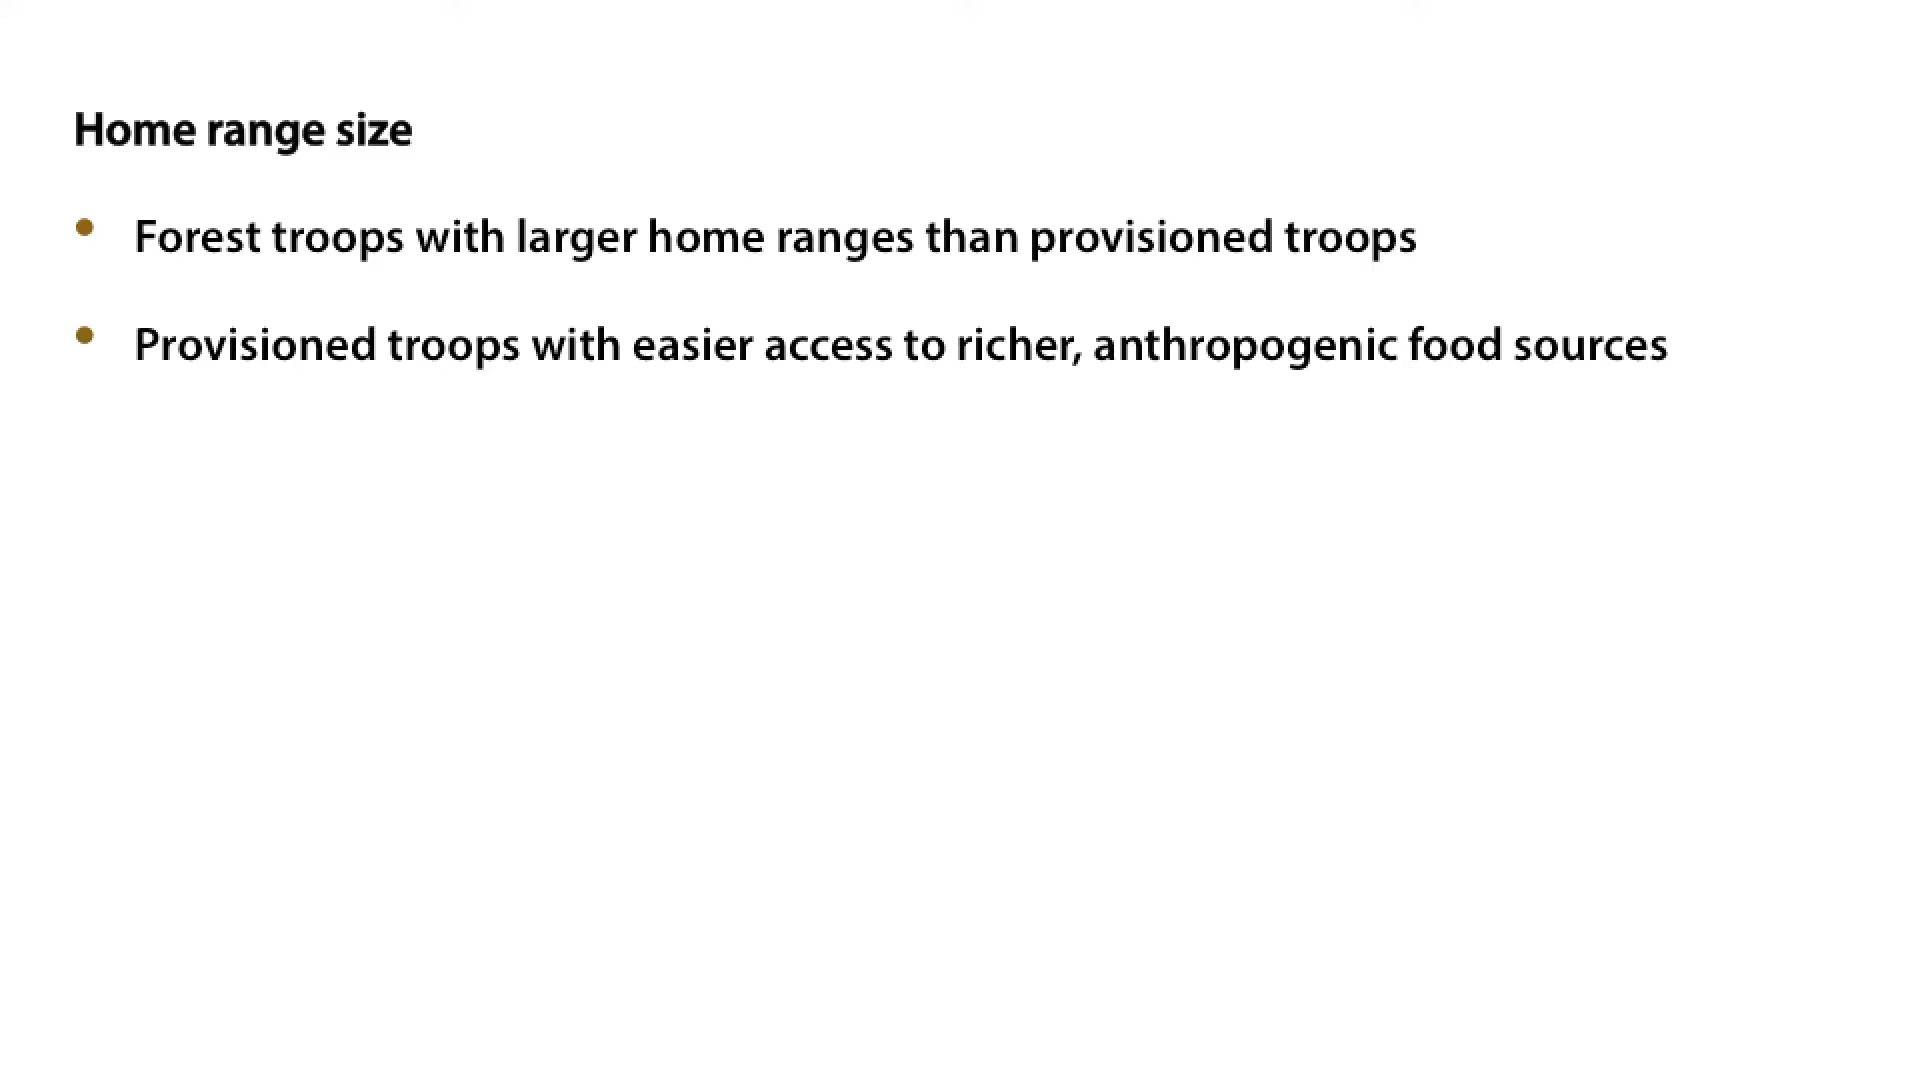 Home range size
• Forest troops with larger home ranges than provisioned troops
• Provisioned troops with easier access to richer, anthropogenic food sources